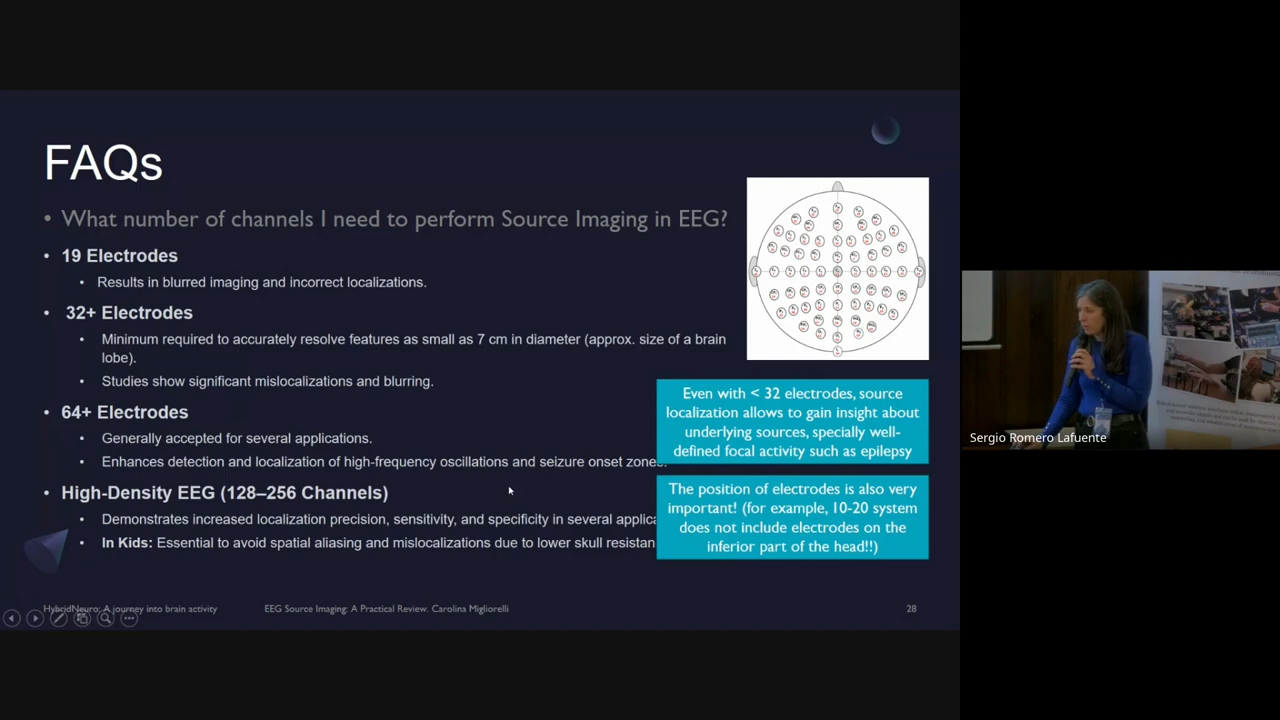 FAQs
• What number of channels I need to perform Source Imaging in EEG?
• 19 Electrodes
• Results in blurred imaging and incorrect localizations.
• 32+ Electrodes
• Minimum required to accurately resolve features as small as 7 cm in diameter (approx. size of a brain
lobe).
• Studies show significant mislocalizations and blurring.
• 64+ Electrodes
• Generally accepted for several applications.
• Enhances detection and localization of high-frequency oscillations and seizure onset zones.
• High-Density EEG (128–256 Channels)
• Demonstrates increased localization precision, sensitivity, and specificity in several applica
• In Kids: Essential to avoid spatial aliasing and mislocalizations due to lower skull resistan
Even with < 32 electrodes, source
localization allows to gain insight about
underlying sources, specially well-
defined focal activity such as epilepsy
The position of electrodes is also very
important! (for example, 10-20 system
does not include electrodes on the
inferior part of the head!!)
HybridNeuro: A journey into brain activity
EEG Source Imaging: A Practical Review. Carolina Migliorelli
28
Sergio Romero Lafuente